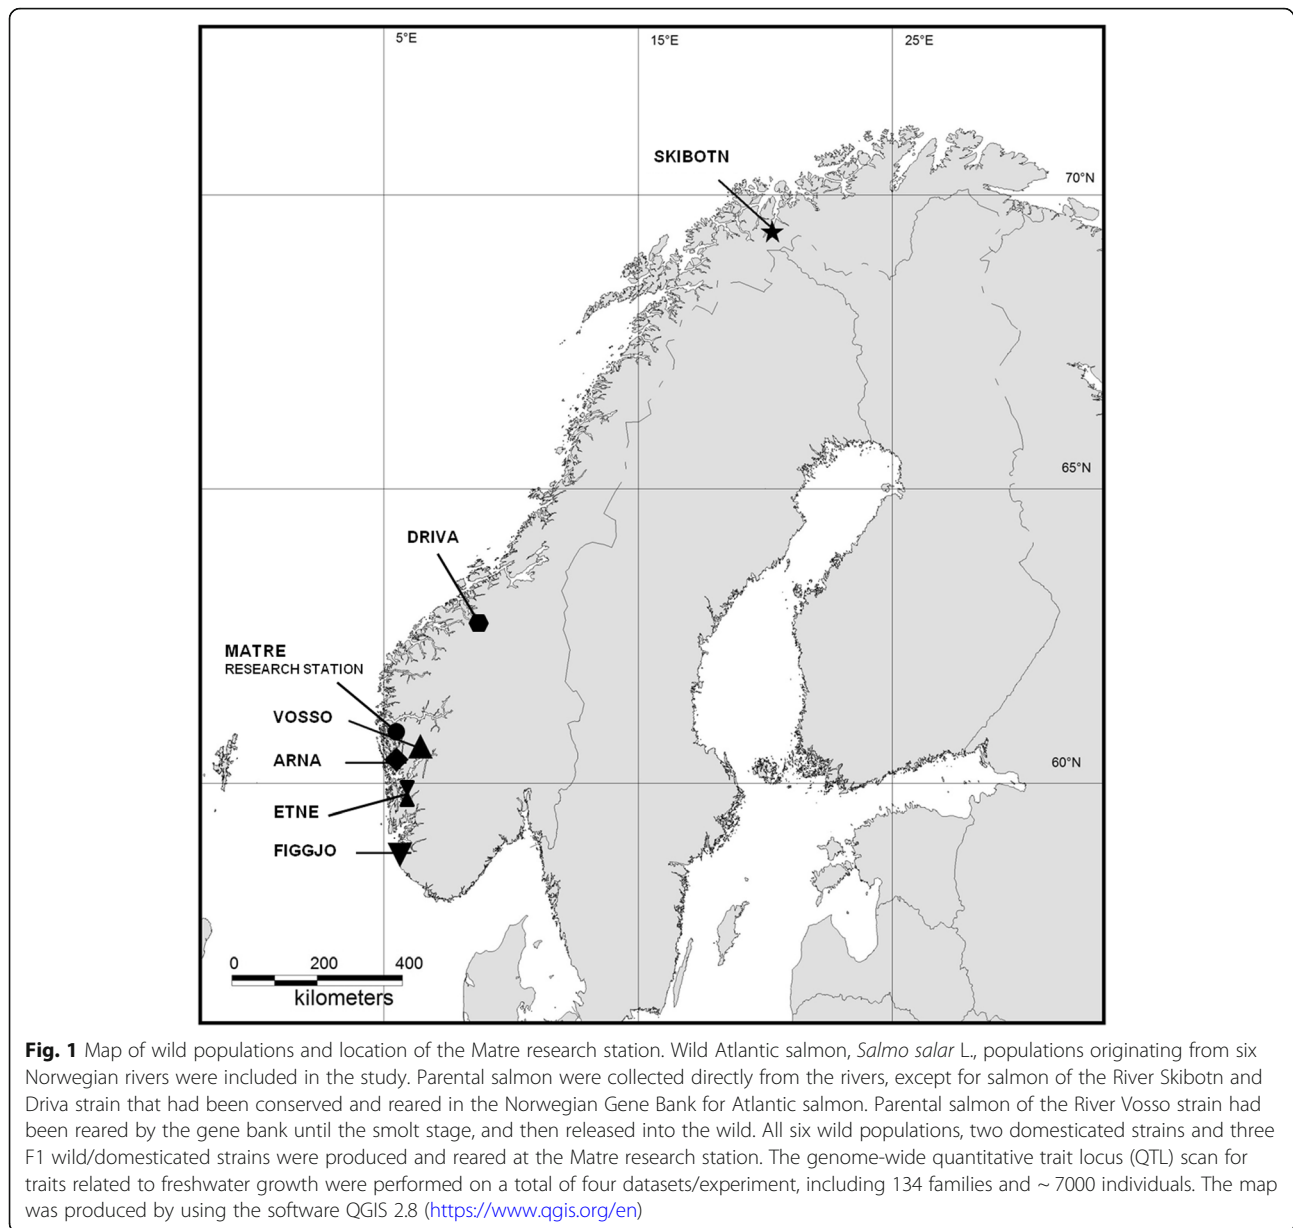 5°E
15°E
25°E
SKIBOTN
70°N
65°N
DRIVA
MATRE
RESEARCH STATION
VOSSO
ARNA
60°N
ETNE
FIGGJO
0 200 400
kilometers
Fig. 1 Map of wild populations and location of the Matre research station. Wild Atlantic salmon, Salmo salar L., populations originating from six
Norwegian rivers were included in the study. Parental salmon were collected directly from the rivers, except for salmon of the River Skibotn and
Driva strain that had been conserved and reared in the Norwegian Gene Bank for Atlantic salmon. Parental salmon of the River Vosso strain had
been reared by the gene bank until the smolt stage, and then released into the wild. All six wild populations, two domesticated strains and three
F1 wild/domesticated strains were produced and reared at the Matre research station. The genome-wide quantitative trait locus (QTL) scan for
traits related to freshwater growth were performed on a total of four datasets/experiment, including 134 families and ~ 7000 individuals. The map
was produced by using the software QGIS 2.8 (https://www.qgis.org/en)